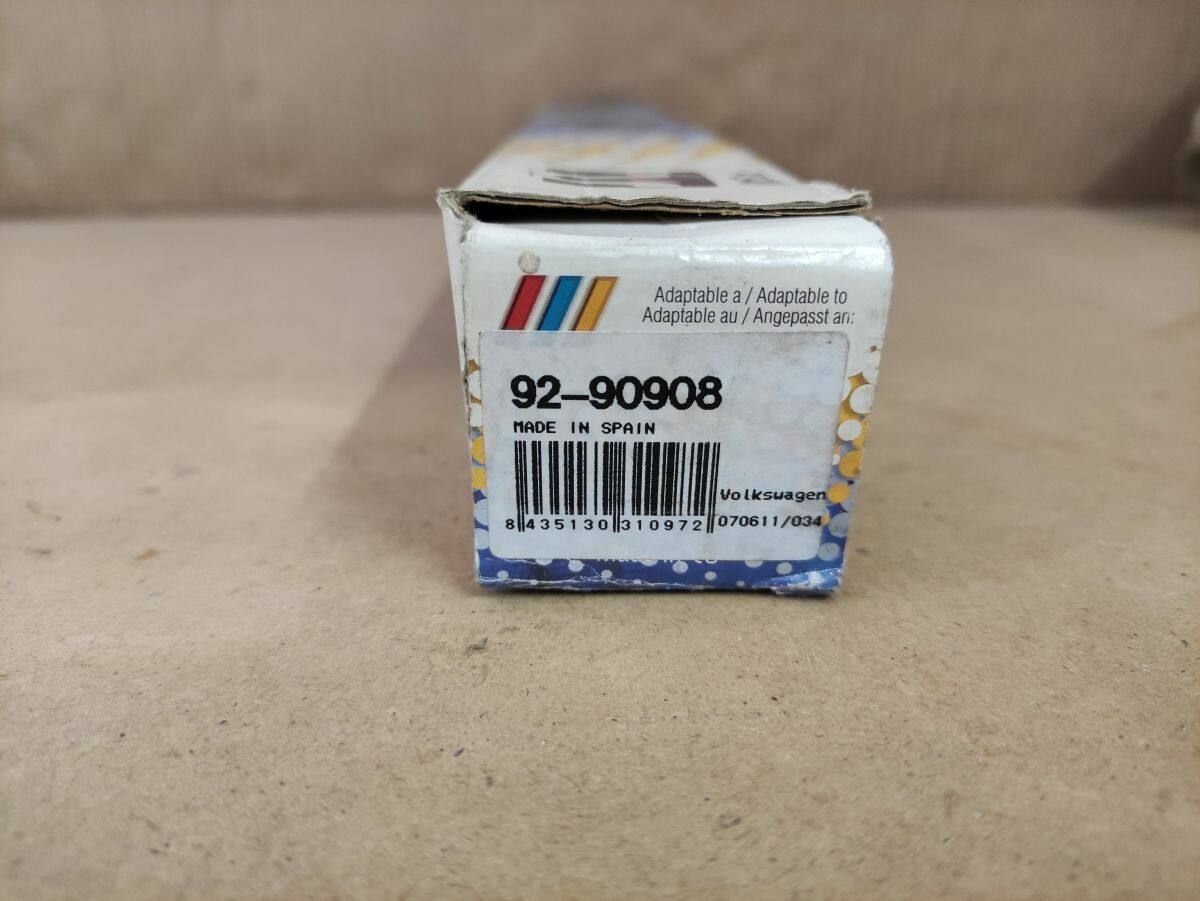 Adaptable a / Adaptable to
Adaptable au / Angepasst an:
92-90908
MADE IN SPAIN
Volkswagen
8 435130 310972
070611/034